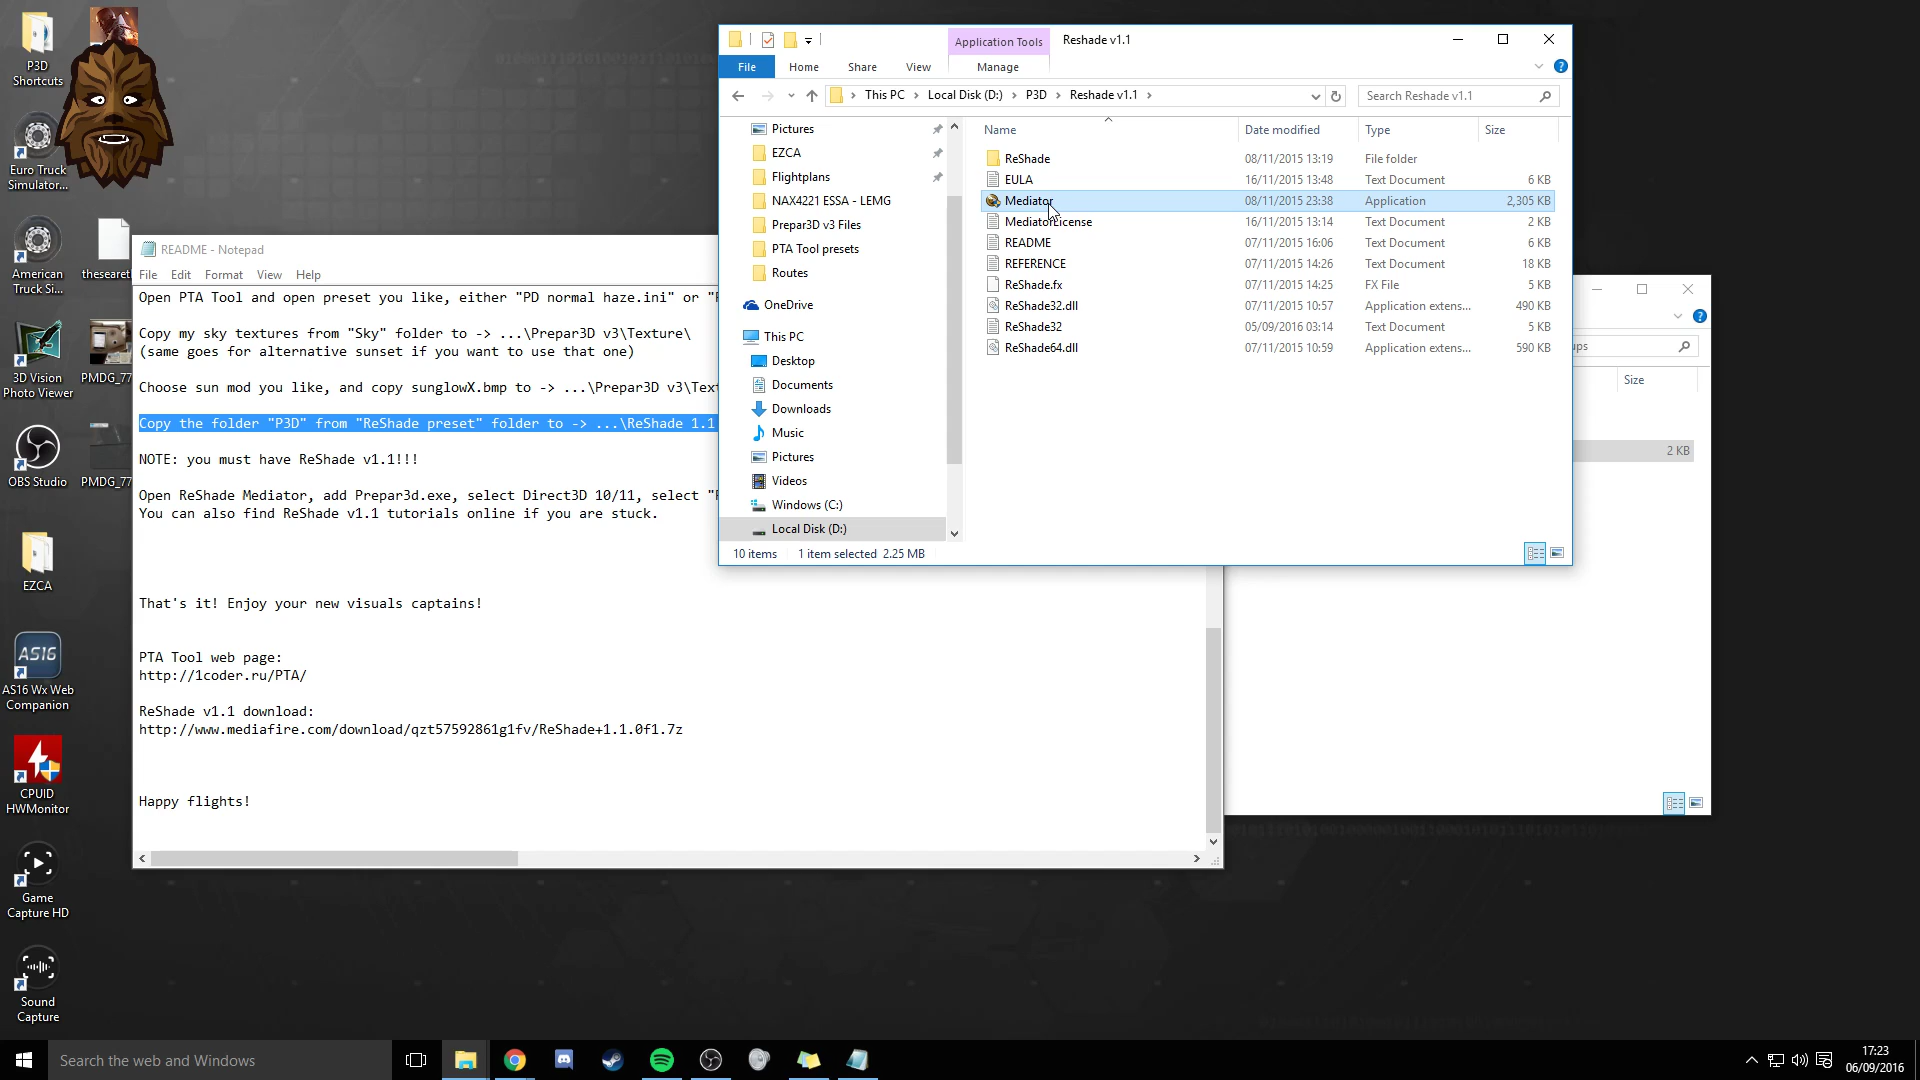 P3D
Shortcuts
Euro Truck
Simulator...
American
Truck Si...
theseareth
3D Vision
Photo Viewer
PMDG_77
OBS Studio
PMDG_77
EZCA
AS16
AS16 Wx Web
Companion
CPUID
HWMonitor
Game
Capture HD
Sound
Capture
README - Notepad
File Edit Format View Help
Open PTA Tool and open preset you like, either "PD normal haze.ini" or "
Copy my sky textures from "Sky" folder to -> ...\Prepar3D v3\Texture\
(same goes for alternative sunset if you want to use that one)
Choose sun mod you like, and copy sunglowX.bmp to -> ...\Prepar3D v3\Text
Copy the folder "P3D" from "ReShade preset" folder to -> ...\ReShade 1.1
NOTE: you must have ReShade v1.1!!!
Open ReShade Mediator, add Prepar3d.exe, select Direct3D 10/11, select "
You can also find ReShade v1.1 tutorials online if you are stuck.
That's it! Enjoy your new visuals captains!
PTA Tool web page:
http://1coder.ru/PTA/
ReShade v1.1 download:
http://www.mediafire.com/download/qzt57592861g1fv/ReShade+1.1.0f1.7z
Happy flights!
Application Tools Reshade v1.1
File Home Share View Manage
This PC Local Disk (D:) P3D Reshade v1.1
Search Reshade v1.1
Pictures
EZCA
Flightplans
NAX4221 ESSA - LEMG
Prepar3D v3 Files
PTA Tool presets
Routes
OneDrive
This PC
Desktop
Documents
Downloads
Music
Pictures
Videos
Windows (C:)
Local Disk (D:)
Name Date modified Type Size
ReShade 08/11/2015 13:19 File folder
EULA 16/11/2015 13:48 Text Document 6 KB
Mediator 08/11/2015 23:38 Application 2,305 KB
MediatorLicense 16/11/2015 13:14 Text Document 2 KB
README 07/11/2015 16:06 Text Document 6 KB
REFERENCE 07/11/2015 14:26 Text Document 18 KB
ReShade.fx 07/11/2015 14:25 FX File 5 KB
ReShade32.dll 07/11/2015 10:57 Application extens... 490 KB
ReShade32 05/09/2016 03:14 Text Document 5 KB
ReShade64.dll 07/11/2015 10:59 Application extens... 590 KB
10 items 1 item selected 2.25 MB
ups
Size
2 KB
Search the web and Windows
17:23
06/09/2016